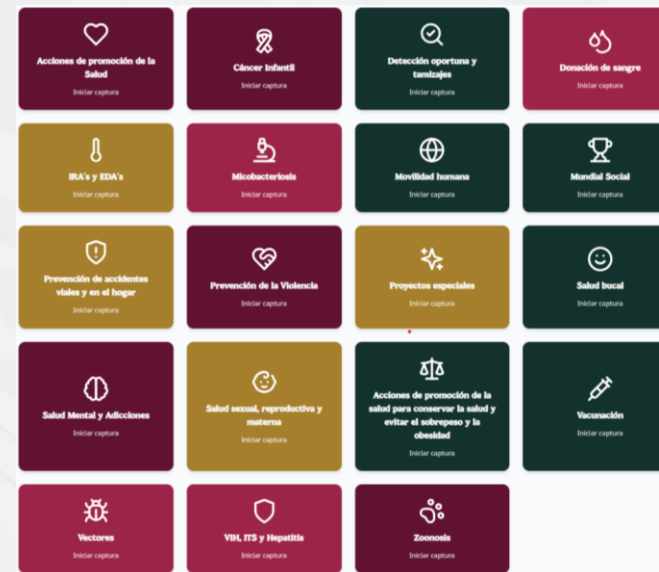 Acciones de promoción de la
Salud
Iniciar captura
Cáncer Infantil
Iniciar captura
Detección oportuna y
tamizajes
Iniciar captura
Donación de sangre
Iniciar captura
IRA's y EDA's
Iniciar captura
Micobacteriosis
Iniciar captura
Movilidad humana
Iniciar captura
Mundial Social
Iniciar captura
Prevención de accidentes
viales y en el hogar
Iniciar captura
Prevención de la Violencia
Iniciar captura
Proyectos especiales
Iniciar captura
Salud bucal
Iniciar captura
Salud Mental y Adicciones
Iniciar captura
Salud sexual, reproductiva y
materna
Iniciar captura
Acciones de promoción de la
salud para conservar la salud y
evitar el sobrepeso y la
obesidad
Iniciar captura
Vacunación
Iniciar captura
Vectores
Iniciar captura
VIH, ITS y Hepatitis
Iniciar captura
Zoonosis
Iniciar captura